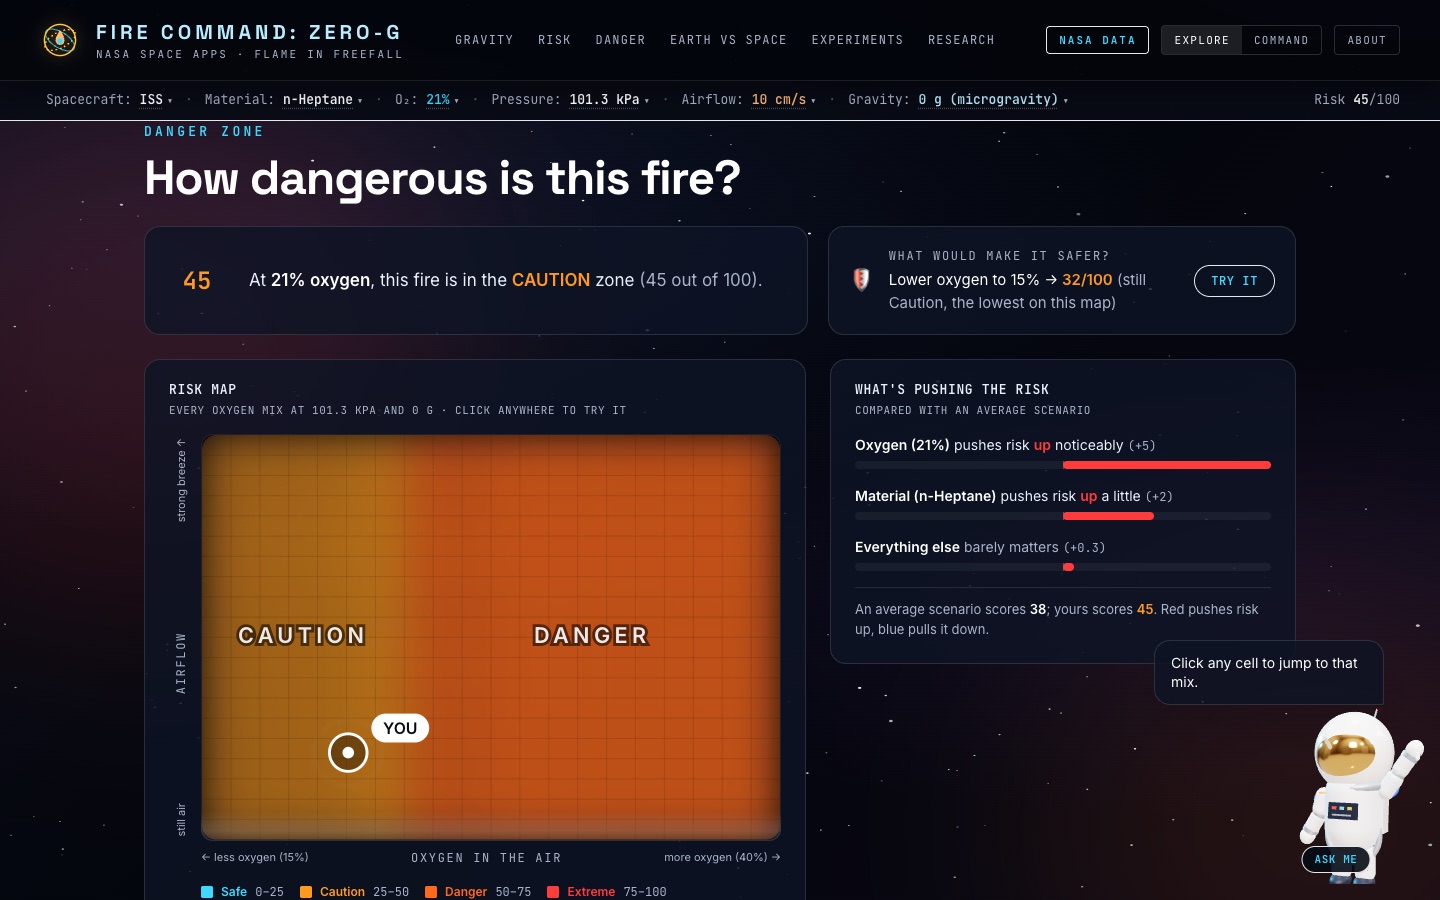 FIRE COMMAND: ZERO-G
NASA SPACE APPS · FLAME IN FREEFALL
GRAVITY RISK DANGER EARTH VS SPACE EXPERIMENTS RESEARCH
NASA DATA EXPLORE COMMAND ABOUT
Spacecraft: ISS ▾ · Material: n-Heptane ▾ · O₂: 21% ▾ · Pressure: 101.3 kPa ▾ · Airflow: 10 cm/s ▾ · Gravity: 0 g (microgravity) ▾ Risk 45/100
DANGER ZONE
How dangerous is this fire?
45 At 21% oxygen, this fire is in the CAUTION zone (45 out of 100).
WHAT WOULD MAKE IT SAFER?
Lower oxygen to 15% → 32/100 (still
Caution, the lowest on this map)
TRY IT
RISK MAP
EVERY OXYGEN MIX AT 101.3 KPA AND 0 G · CLICK ANYWHERE TO TRY IT
strong breeze →
AIRFLOW
still air
CAUTION
DANGER
YOU
← less oxygen (15%) OXYGEN IN THE AIR more oxygen (40%) →
Safe 0–25 Caution 25–50 Danger 50–75 Extreme 75–100
WHAT'S PUSHING THE RISK
COMPARED WITH AN AVERAGE SCENARIO
Oxygen (21%) pushes risk up noticeably (+5)
Material (n-Heptane) pushes risk up a little (+2)
Everything else barely matters (+0.3)
An average scenario scores 38; yours scores 45. Red pushes risk
up, blue pulls it down.
Click any cell to jump to that
mix.
ASK ME